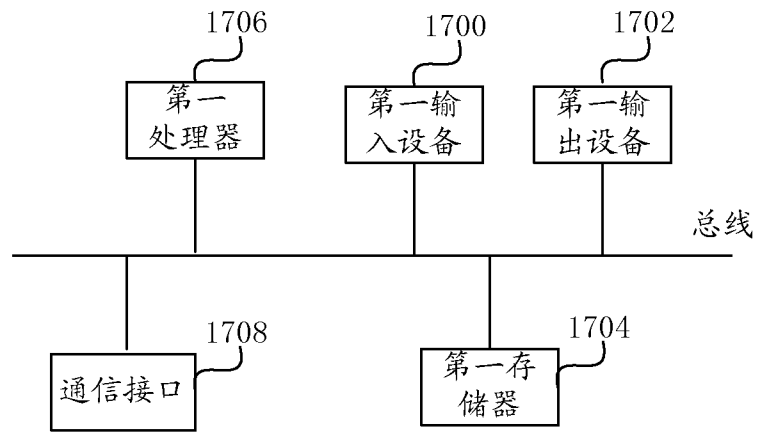 1706
1700
1702
第一
处理器
第一输
入设备
第一输
出设备
总线
1708
1704
通信接口
第一存
储器